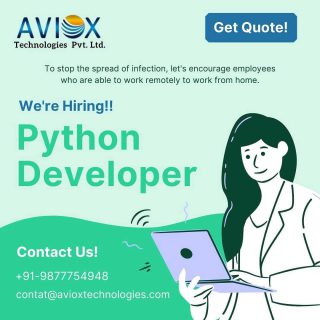 AVIOX
Technologies Pvt. Ltd.
Get Quote!
To stop the spread of infection, let's encourage employees
who are able to work remotely to work from home.
We're Hiring!!
Python
Developer
Contact Us!
+91-9877754948
contat@avioxtechnologies.com